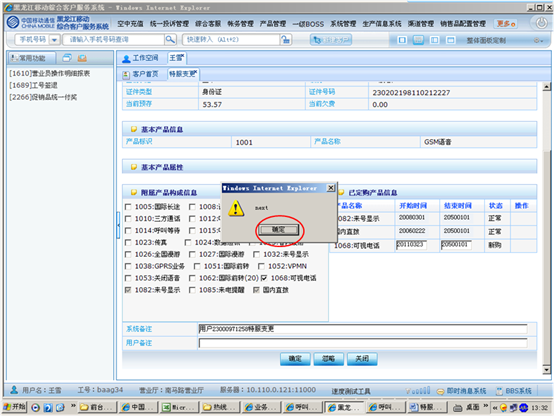 黑龙江移动综合客户服务系统 - Windows Internet Explorer
中国移动通信 CHINA MOBILE 黑龙江移动 综合客户服务系统 空中充值 统一投诉管理 综合客服 帐务管理 产品管理 一级BOSS 系统管理 生产信息系统 渠道管理 销售品配置管理 更多
手机号码 请输入手机号码查询 快速转入 (Alt+Z) 整体面板定制
常用功能
[1610]营业员操作明细报表
[1689]工号签退
[2266]促销品统一付奖
工作空间 王雪
客户首页 特服变更
证件类型 身份证 证件号码 230202198110212227
当前预存 53.57 当前欠费 0.00
基本产品信息
产品标识 1001 产品名称 GSM语音
基本产品属性
附属产品构成信息
1005:国际长途
1010:三方通话
1014:呼叫等待
1023:传真
1026:全国漫游 1027:国际漫游 1032:来号显示
1038:GPRS业务 1051:国际前转 1052:VPMN
1053:关闭语音 1062:国际前转(20) 1068:可视电话
1082:来号显示 1085:来电提醒 国内直拨
已定购产品信息
产品名称 开始时间 结束时间 状态 操作
1082:来号显示 20080301 20500101 正常
国内直拨 20060222 20500101 正常
1068:可视电话 20110323 20500101 新购
Windows Internet Explorer
next
确定
系统备注 用户230009T1258特服变更
用户备注
确定 忽略 关闭
用户名:王雪 工号:baag34 营业厅:南马路营业厅 服务器:10.110.0.121:11000 速度测试工具 即时消息系统 BBS系统
开始 前台... 中国... Micr... 热线... 业务... 呼叫... 黑龙... 呼叫... 特服... 桌面 13:32